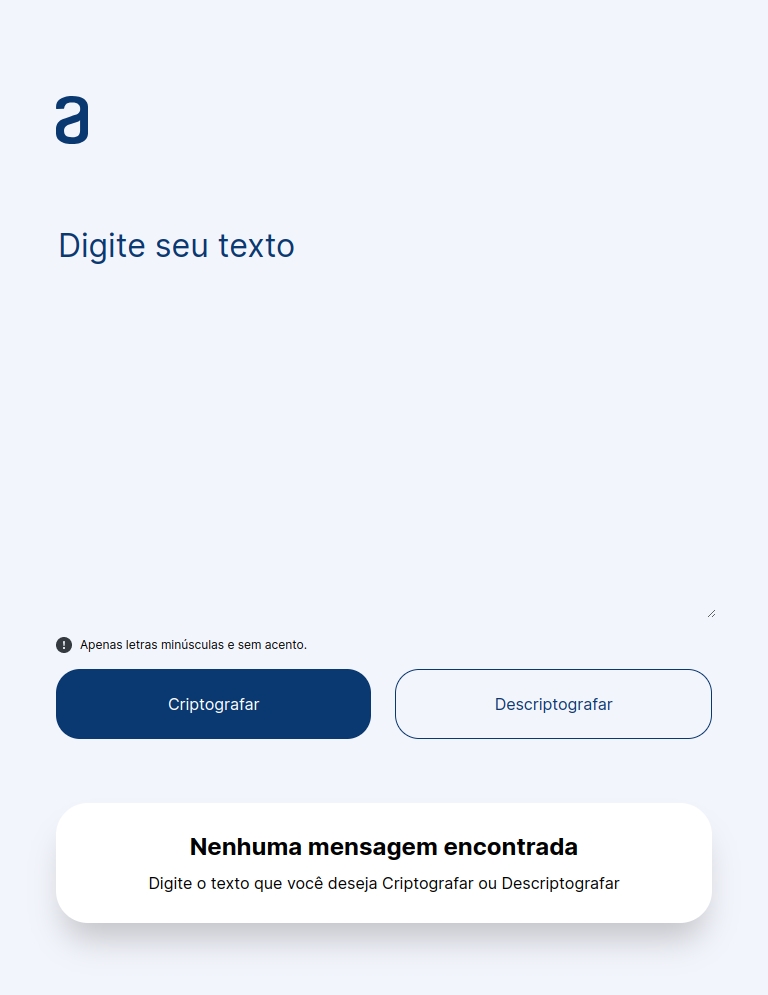 a
Digite seu texto
Apenas letras minúsculas e sem acento.
Criptografar
Descriptografar
Nenhuma mensagem encontrada
Digite o texto que você deseja Criptografar ou Descriptografar